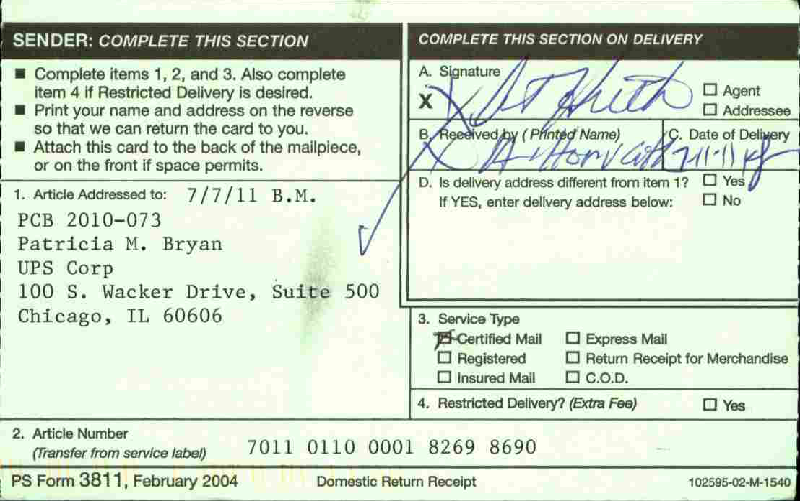 SENDER: COMPLETE THIS SECTION
■ Complete items 1, 2, and 3. Also complete
item 4 if Restricted Delivery is desired.
■ Print your name and address on the reverse
so that we can return the card to you.
■ Attach this card to the back of the mailpiece,
or on the front if space permits.
1. Article Addressed to: 7/7/11 B.M.
PCB 2010-073
Patricia M. Bryan
UPS Corp
100 S. Wacker Drive, Suite 500
Chicago, IL 60606
COMPLETE THIS SECTION ON DELIVERY
A. Signature
X
☐ Agent
☐ Addressee
B. Received by (Printed Name)
C. Date of Delivery
7-11-11
D. Is delivery address different from item 1? ☐ Yes
If YES, enter delivery address below: ☐ No
3. Service Type
Certified Mail ☐ Express Mail
☐ Registered ☐ Return Receipt for Merchandise
☐ Insured Mail ☐ C.O.D.
4. Restricted Delivery? (Extra Fee) ☐ Yes
2. Article Number
(Transfer from service label) 7011 0110 0001 8269 8690
PS Form 3811, February 2004 Domestic Return Receipt 102595-02-M-1540